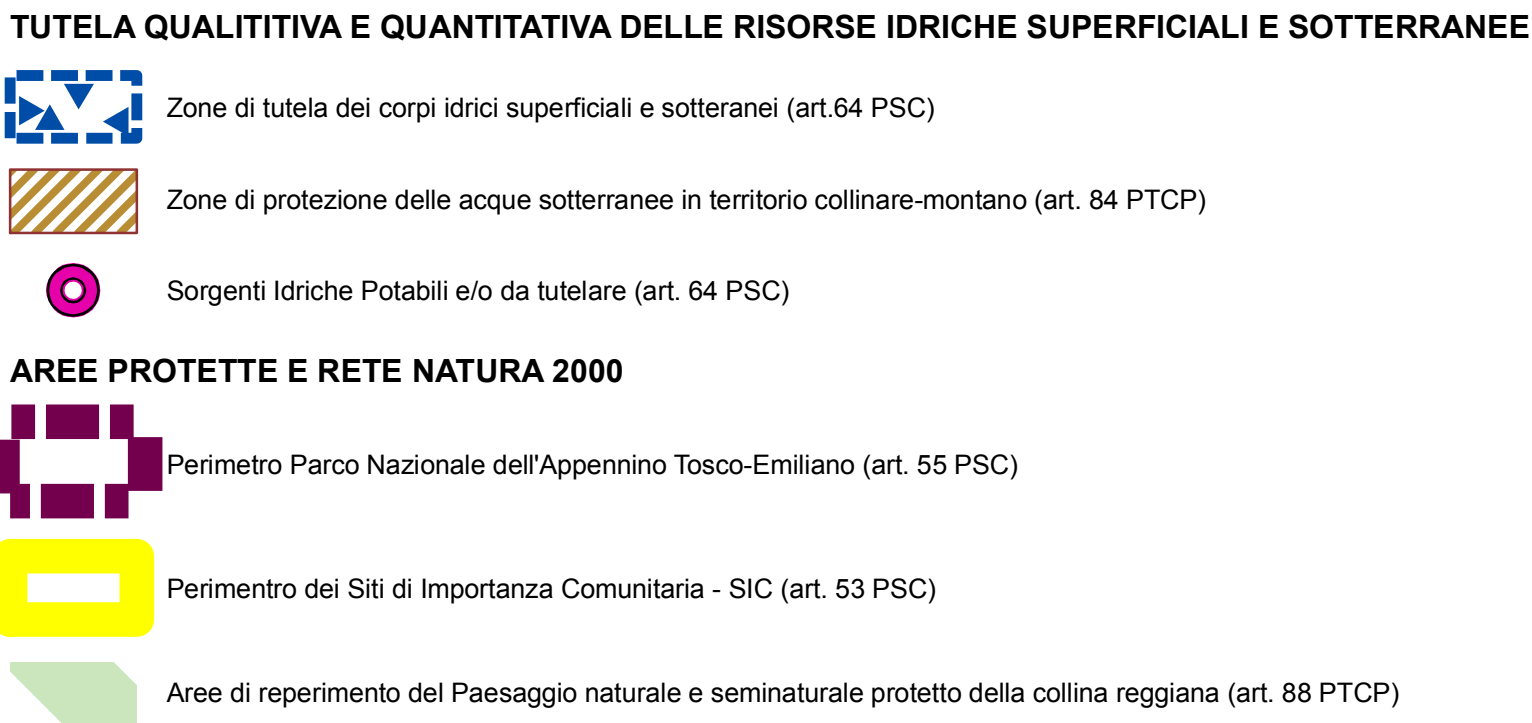 TUTELA QUALITITIVA E QUANTITATIVA DELLE RISORSE IDRICHE SUPERFICIALI E SOTTERRANEE
Zone di tutela dei corpi idrici superficiali e sotteranei (art.64 PSC)
Zone di protezione delle acque sotterranee in territorio collinare-montano (art. 84 PTCP)
Sorgenti Idriche Potabili e/o da tutelare (art. 64 PSC)
AREE PROTETTE E RETE NATURA 2000
Perimetro Parco Nazionale dell'Appennino Tosco-Emiliano (art. 55 PSC)
Perimentro dei Siti di Importanza Comunitaria - SIC (art. 53 PSC)
Aree di reperimento del Paesaggio naturale e seminaturale protetto della collina reggiana (art. 88 PTCP)